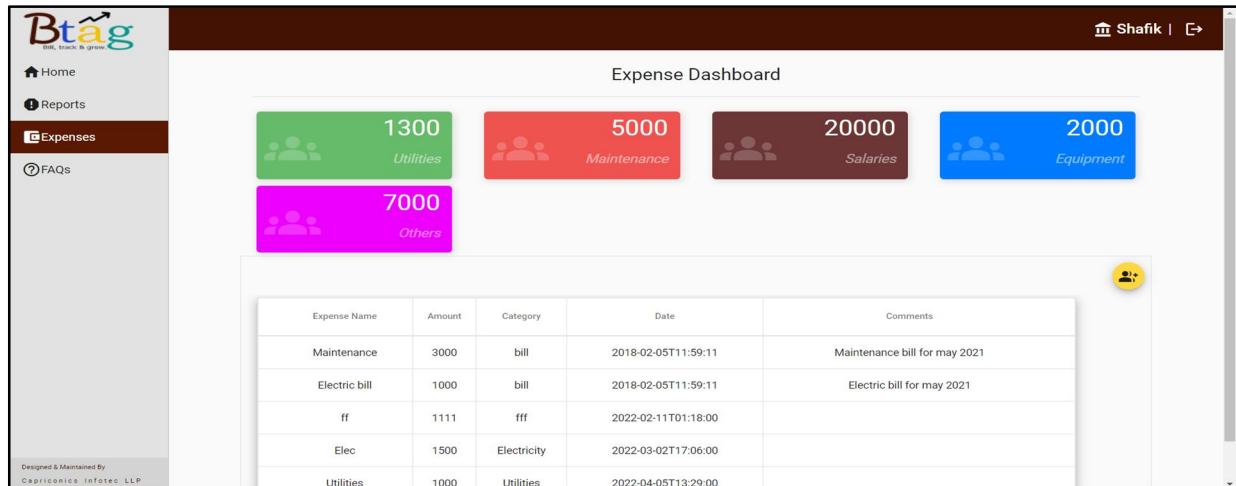 Btag
Bill, track & grow.
Shafik |
Home
Reports
Expenses
FAQs
Expense Dashboard
1300
Utilities
5000
Maintenance
20000
Salaries
2000
Equipment
7000
Others
Expense Name Amount Category Date Comments
Maintenance 3000 bill 2018-02-05T11:59:11 Maintenance bill for may 2021
Electric bill 1000 bill 2018-02-05T11:59:11 Electric bill for may 2021
ff 1111 fff 2022-02-11T01:18:00
Elec 1500 Electricity 2022-03-02T17:06:00
Utilities 1000 Utilities 2022-04-05T13:29:00
Designed & Maintained By
Capriconics Infotec LLP